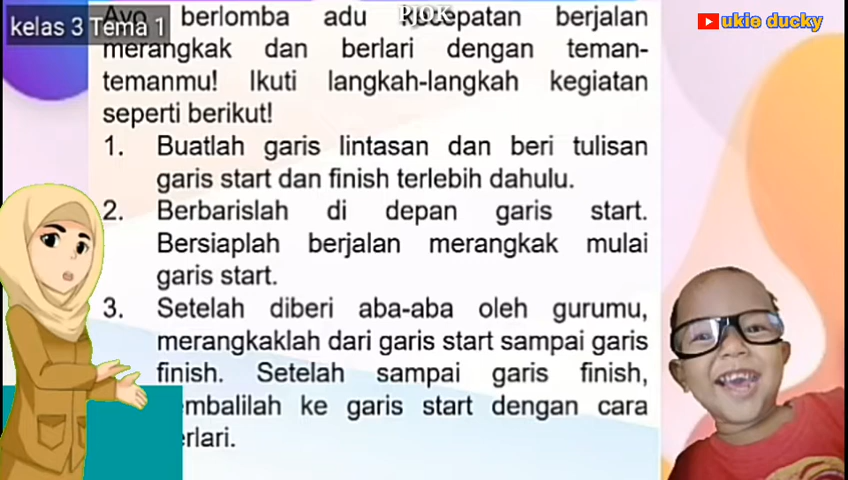 kelas 3 Tema 1
PJOK
ukie ducky
Ayo berlomba adu kecepatan berjalan
merangkak dan berlari dengan teman-
temanmu! Ikuti langkah-langkah kegiatan
seperti berikut!
1. Buatlah garis lintasan dan beri tulisan
garis start dan finish terlebih dahulu.
2. Berbarislah di depan garis start.
Bersiaplah berjalan merangkak mulai
garis start.
3. Setelah diberi aba-aba oleh gurumu,
merangkaklah dari garis start sampai garis
finish. Setelah sampai garis finish,
embalilah ke garis start dengan cara
erlari.